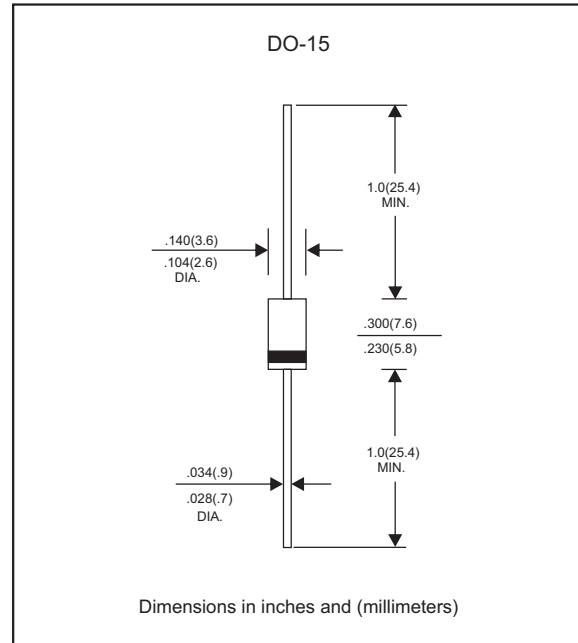 DO-15
1.0(25.4)
MIN.
.140(3.6)
.104(2.6)
DIA.
.300(7.6)
.230(5.8)
1.0(25.4)
MIN.
.034(.9)
.028(.7)
DIA.
Dimensions in inches and (millimeters)